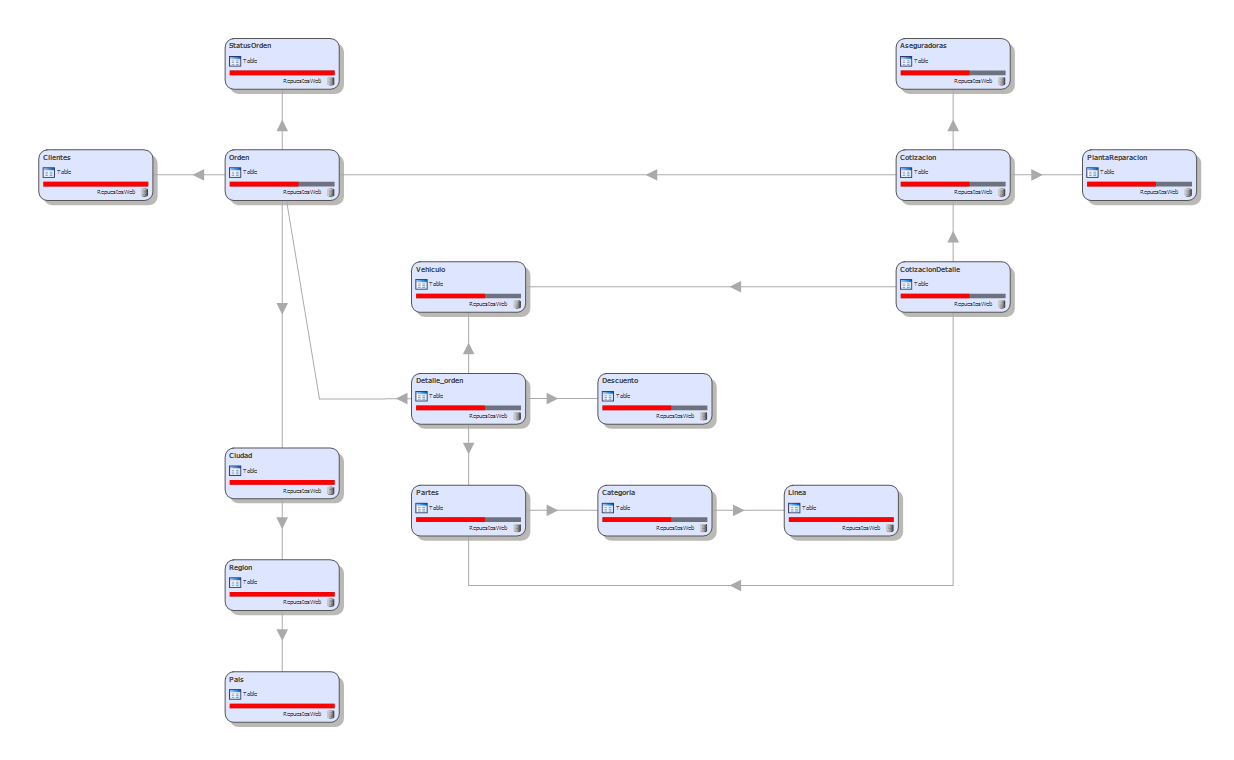 StatusOrden
Table
RepuestosWeb
Aseguradoras
Table
RepuestosWeb
Clientes
Table
RepuestosWeb
Orden
Table
RepuestosWeb
Cotizacion
Table
RepuestosWeb
PlantaReparacion
Table
RepuestosWeb
Vehiculo
Table
RepuestosWeb
CotizacionDetalle
Table
RepuestosWeb
Detalle_orden
Table
RepuestosWeb
Descuento
Table
RepuestosWeb
Ciudad
Table
RepuestosWeb
Partes
Table
RepuestosWeb
Categoria
Table
RepuestosWeb
Linea
Table
RepuestosWeb
Region
Table
RepuestosWeb
Pais
Table
RepuestosWeb